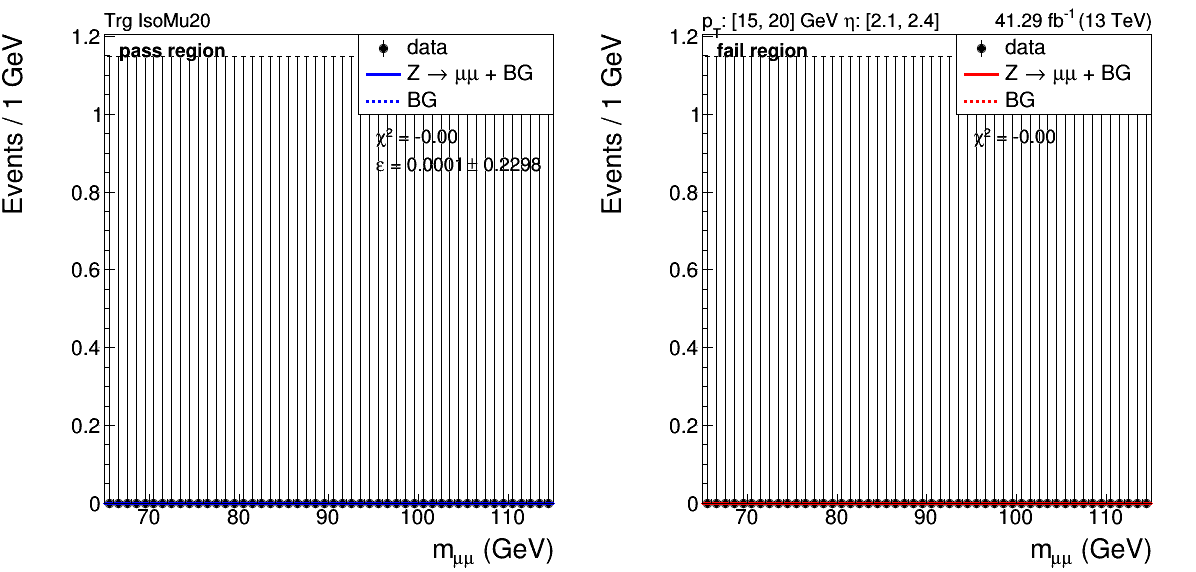 Trg IsoMu20
pass region
data
Z → μμ + BG
BG
χ² = -0.00
ε = 0.0001 ± 0.2298
Events / 1 GeV
1.2
1
0.8
0.6
0.4
0.2
0
70 80 90 100 110
mμμ (GeV)
pT: [15, 20] GeV η: [2.1, 2.4] 41.29 fb-1 (13 TeV)
fail region
data
Z → μμ + BG
BG
χ² = -0.00
Events / 1 GeV
1.2
1
0.8
0.6
0.4
0.2
0
70 80 90 100 110
mμμ (GeV)